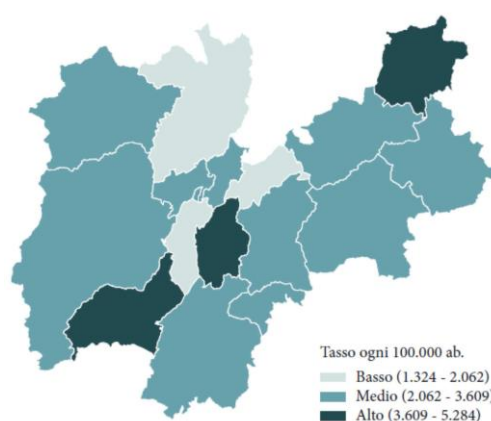 Tasso ogni 100.000 ab.
Basso (1.324 - 2.062)
Medio (2.062 - 3.609)
Alto (3.609 - 5.284)